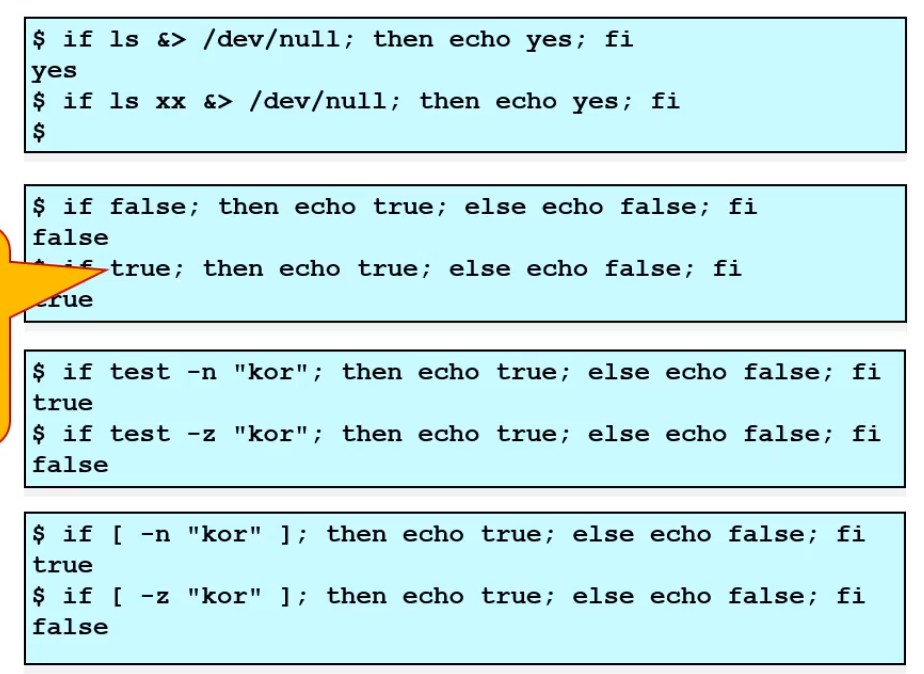 $ if ls &> /dev/null; then echo yes; fi
yes
$ if ls xx &> /dev/null; then echo yes; fi
$
$ if false; then echo true; else echo false; fi
false
$ if true; then echo true; else echo false; fi
true
$ if test -n "kor"; then echo true; else echo false; fi
true
$ if test -z "kor"; then echo true; else echo false; fi
false
$ if [ -n "kor" ]; then echo true; else echo false; fi
true
$ if [ -z "kor" ]; then echo true; else echo false; fi
false